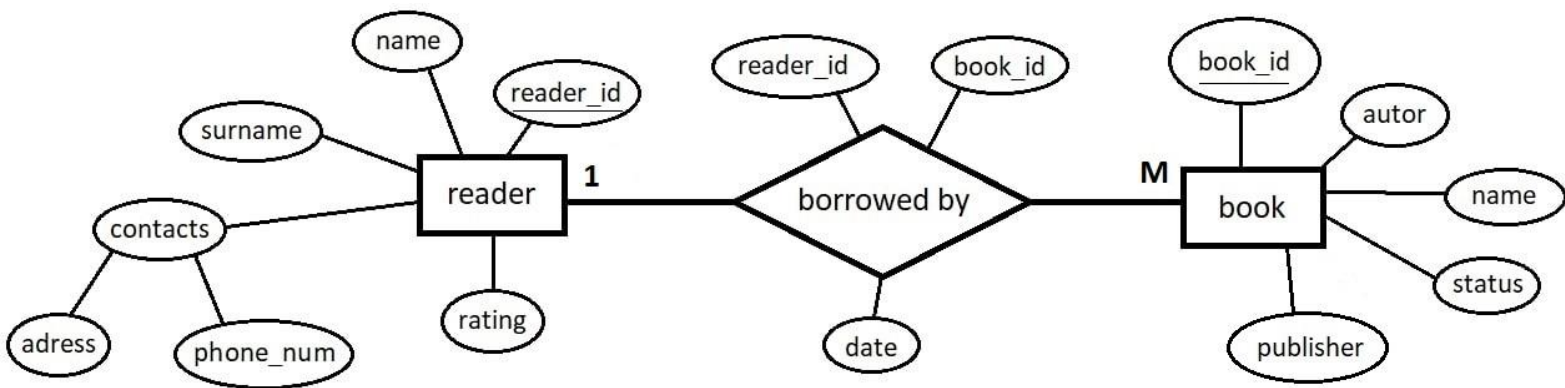 name
reader_id
surname
reader
contacts
adress
phone_num
rating
1
reader_id
book_id
borrowed by
date
M
book_id
autor
book
name
status
publisher